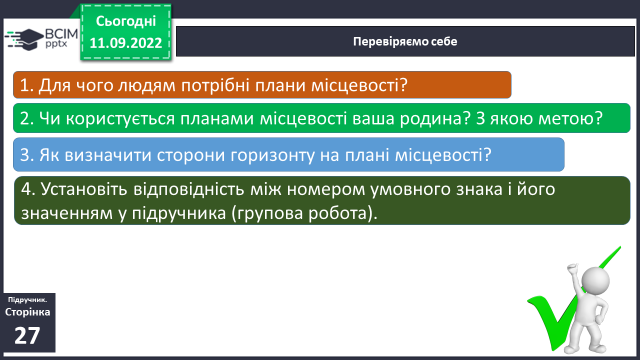 BCIM
pptx
Сьогодні
11.09.2022
Перевіряємо себе
1. Для чого людям потрібні плани місцевості?
2. Чи користується планами місцевості ваша родина? З якою метою?
3. Як визначити сторони горизонту на плані місцевості?
4. Установіть відповідність між номером умовного знака і його
значенням у підручника (групова робота).
Підручник.
Сторінка
27